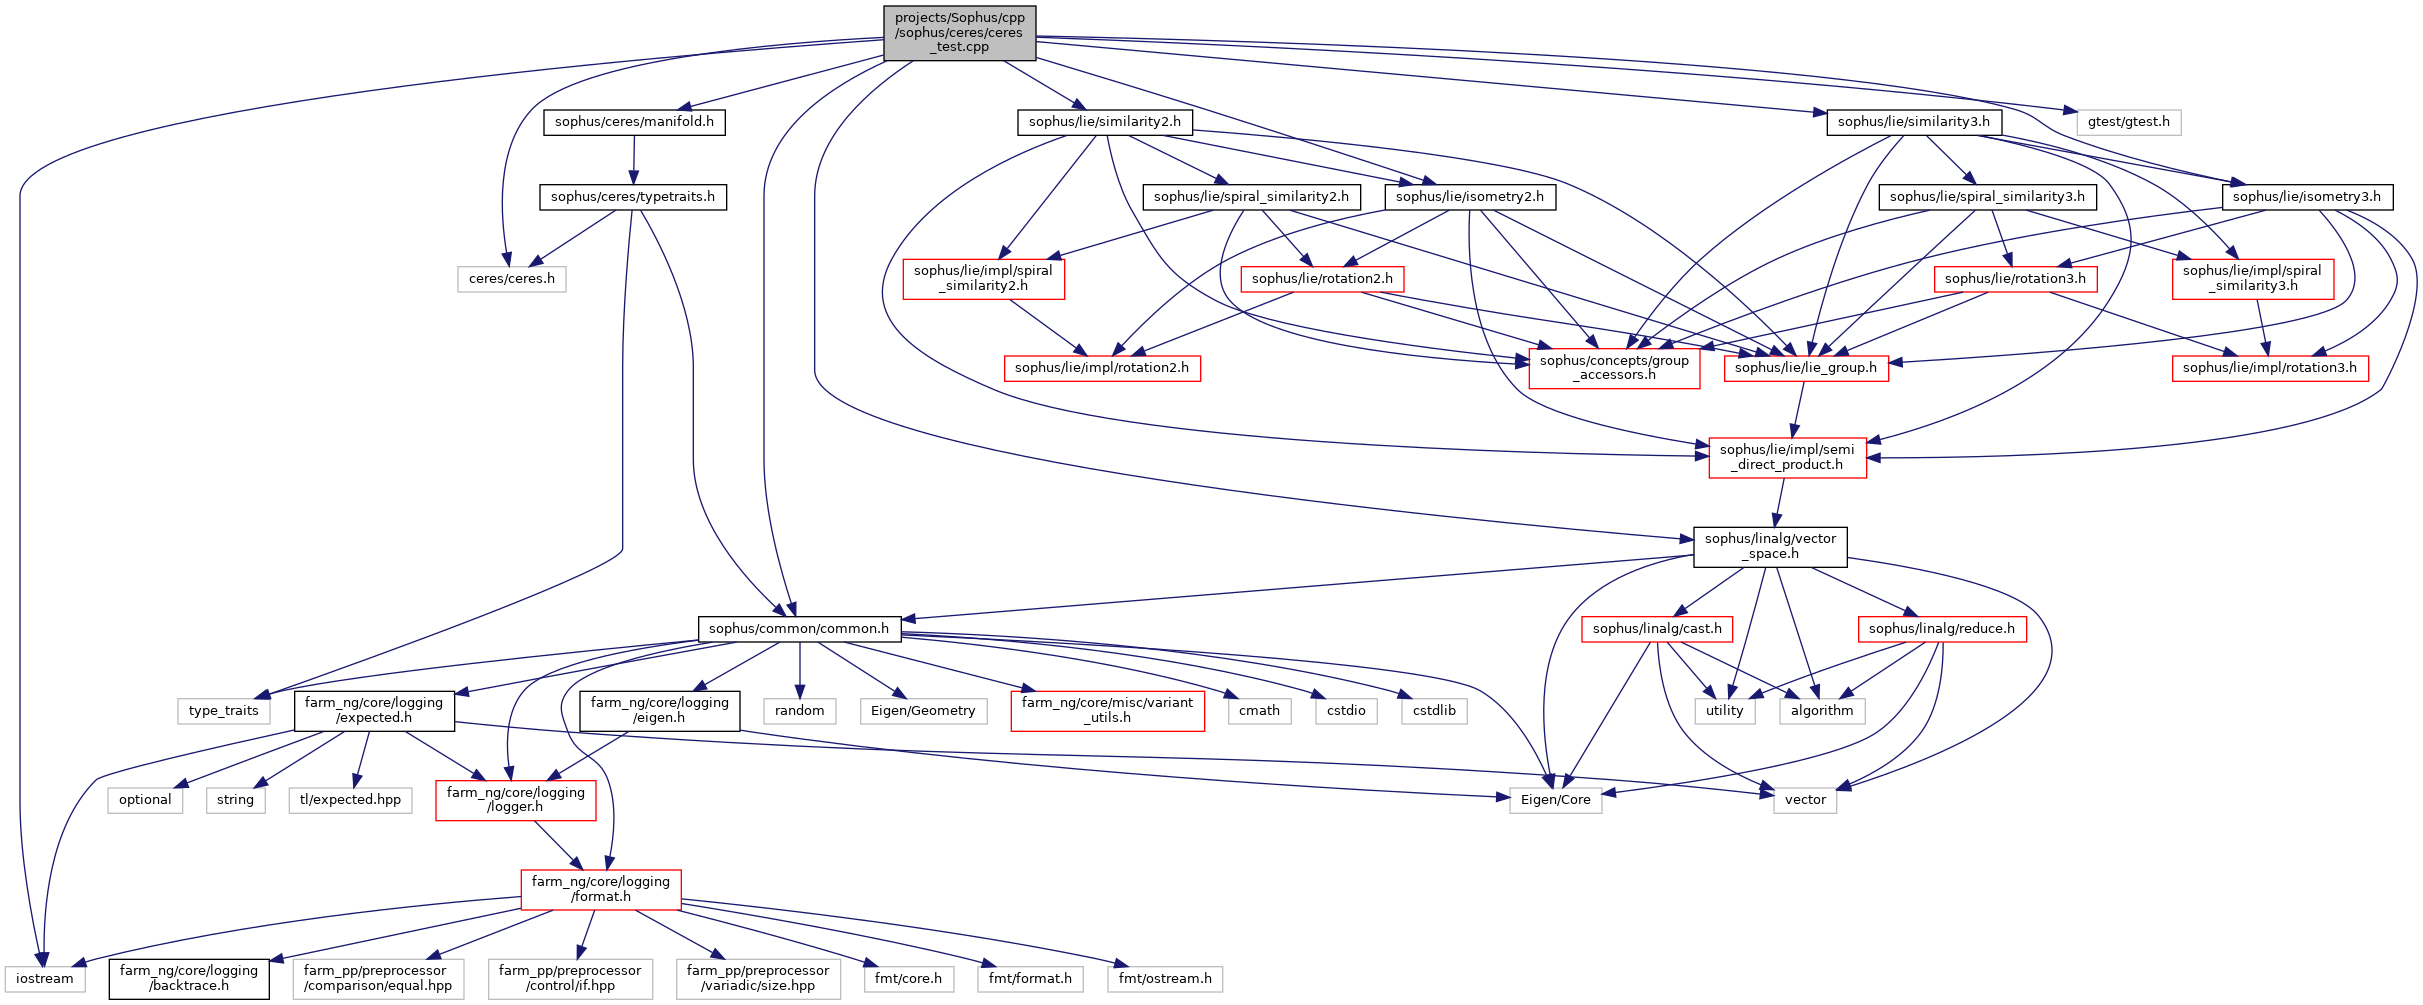 projects/Sophus/cpp
/sophus/ceres/ceres
_test.cpp
sophus/ceres/manifold.h
sophus/lie/similarity2.h
sophus/lie/similarity3.h
gtest/gtest.h
sophus/ceres/typetraits.h
sophus/lie/spiral_similarity2.h
sophus/lie/isometry2.h
sophus/lie/spiral_similarity3.h
sophus/lie/isometry3.h
ceres/ceres.h
sophus/lie/impl/spiral
_similarity2.h
sophus/lie/rotation2.h
sophus/lie/rotation3.h
sophus/lie/impl/spiral
_similarity3.h
sophus/lie/impl/rotation2.h
sophus/concepts/group
_accessors.h
sophus/lie/lie_group.h
sophus/lie/impl/rotation3.h
sophus/lie/impl/semi
_direct_product.h
sophus/linalg/vector
_space.h
sophus/common/common.h
sophus/linalg/cast.h
sophus/linalg/reduce.h
type_traits
farm_ng/core/logging
/expected.h
farm_ng/core/logging
/eigen.h
random
Eigen/Geometry
farm_ng/core/misc/variant
_utils.h
cmath
cstdio
cstdlib
utility
algorithm
optional
string
tl/expected.hpp
farm_ng/core/logging
/logger.h
Eigen/Core
vector
farm_ng/core/logging
/format.h
iostream
farm_ng/core/logging
/backtrace.h
farm_pp/preprocessor
/comparison/equal.hpp
farm_pp/preprocessor
/control/if.hpp
farm_pp/preprocessor
/variadic/size.hpp
fmt/core.h
fmt/format.h
fmt/ostream.h